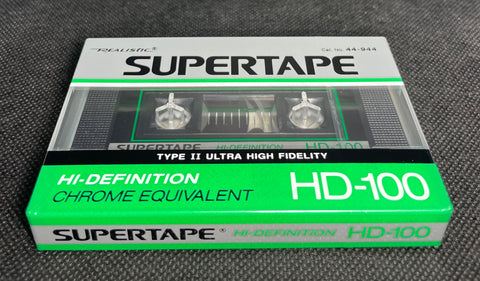 REALISTIC® Cat. No. 44-944
SUPERTAPE
SUPERTAPE HI-DEFINITION HD-100
TYPE II ULTRA HIGH FIDELITY
HI-DEFINITION HD-100
CHROME EQUIVALENT
SUPERTAPE® HI-DEFINITION HD-100